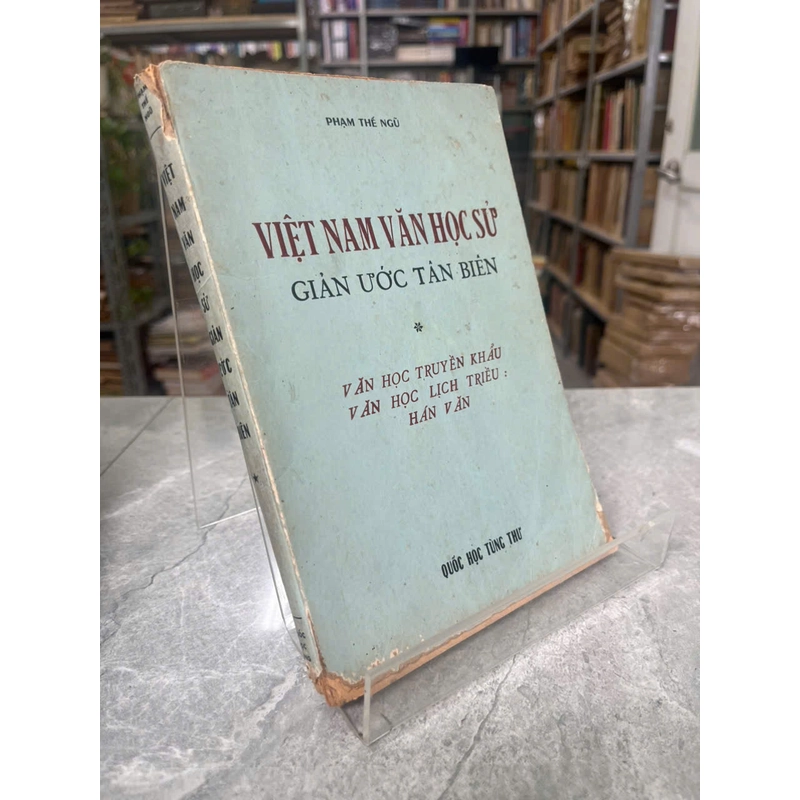 PHẠM THẾ NGŨ
VIỆT NAM VĂN HỌC SỬ
GIẢN ƯỚC TÂN BIÊN
*
VĂN HỌC TRUYỀN KHẨU
VĂN HỌC LỊCH TRIỀU :
HÁN VĂN
QUỐC HỌC TÙNG THƯ
VIỆT
NAM
VĂN
HỌC
SỬ
GIẢN
ƯỚC
TÂN
BIÊN
*